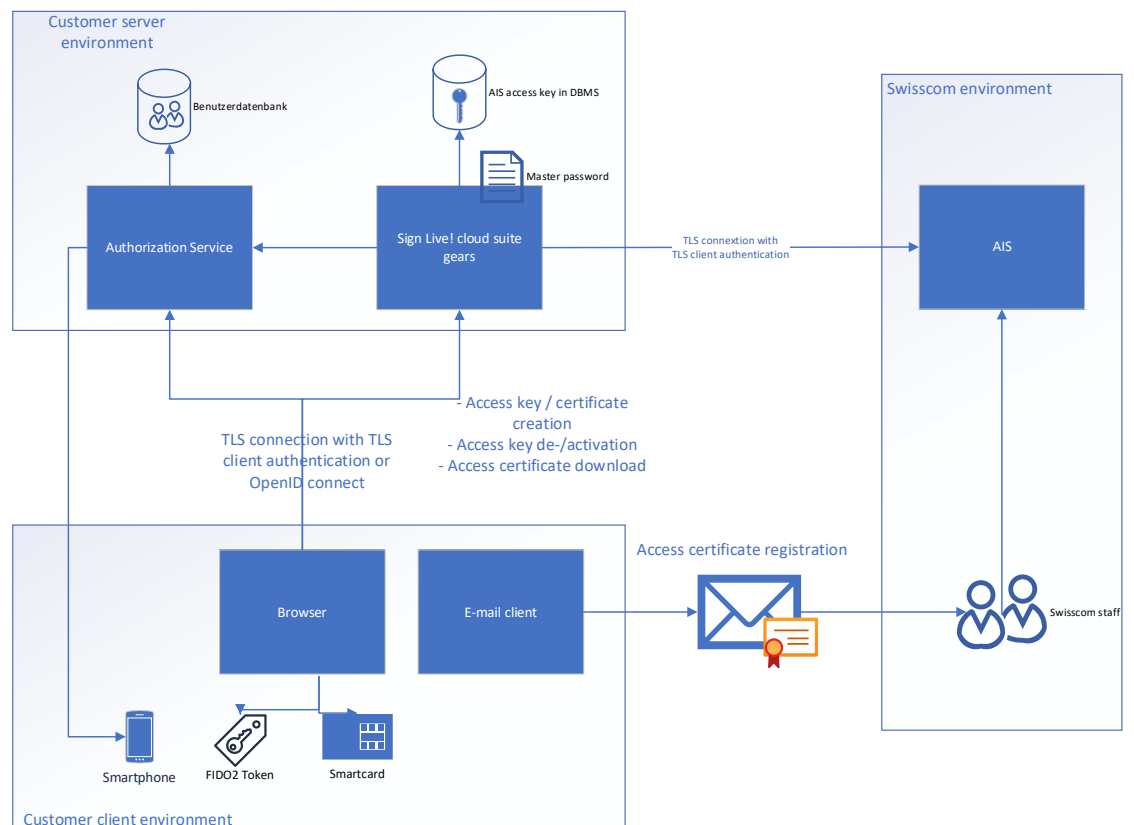 Customer server
environment
Swisscom environment
AIS access key in DBMS
Benutzerdatenbank
Master password
Authorization Service
Sign Live! cloud suite
gears
TLS connextion with
TLS client authentication
AIS
- Access key / certificate
creation
- Access key de-/activation
- Access certificate download
TLS connection with TLS
client authentication or
OpenID connect
Access certificate registration
Browser
E-mail client
Swisscom staff
Smartphone
FIDO2 Token
Smartcard
Customer client environment